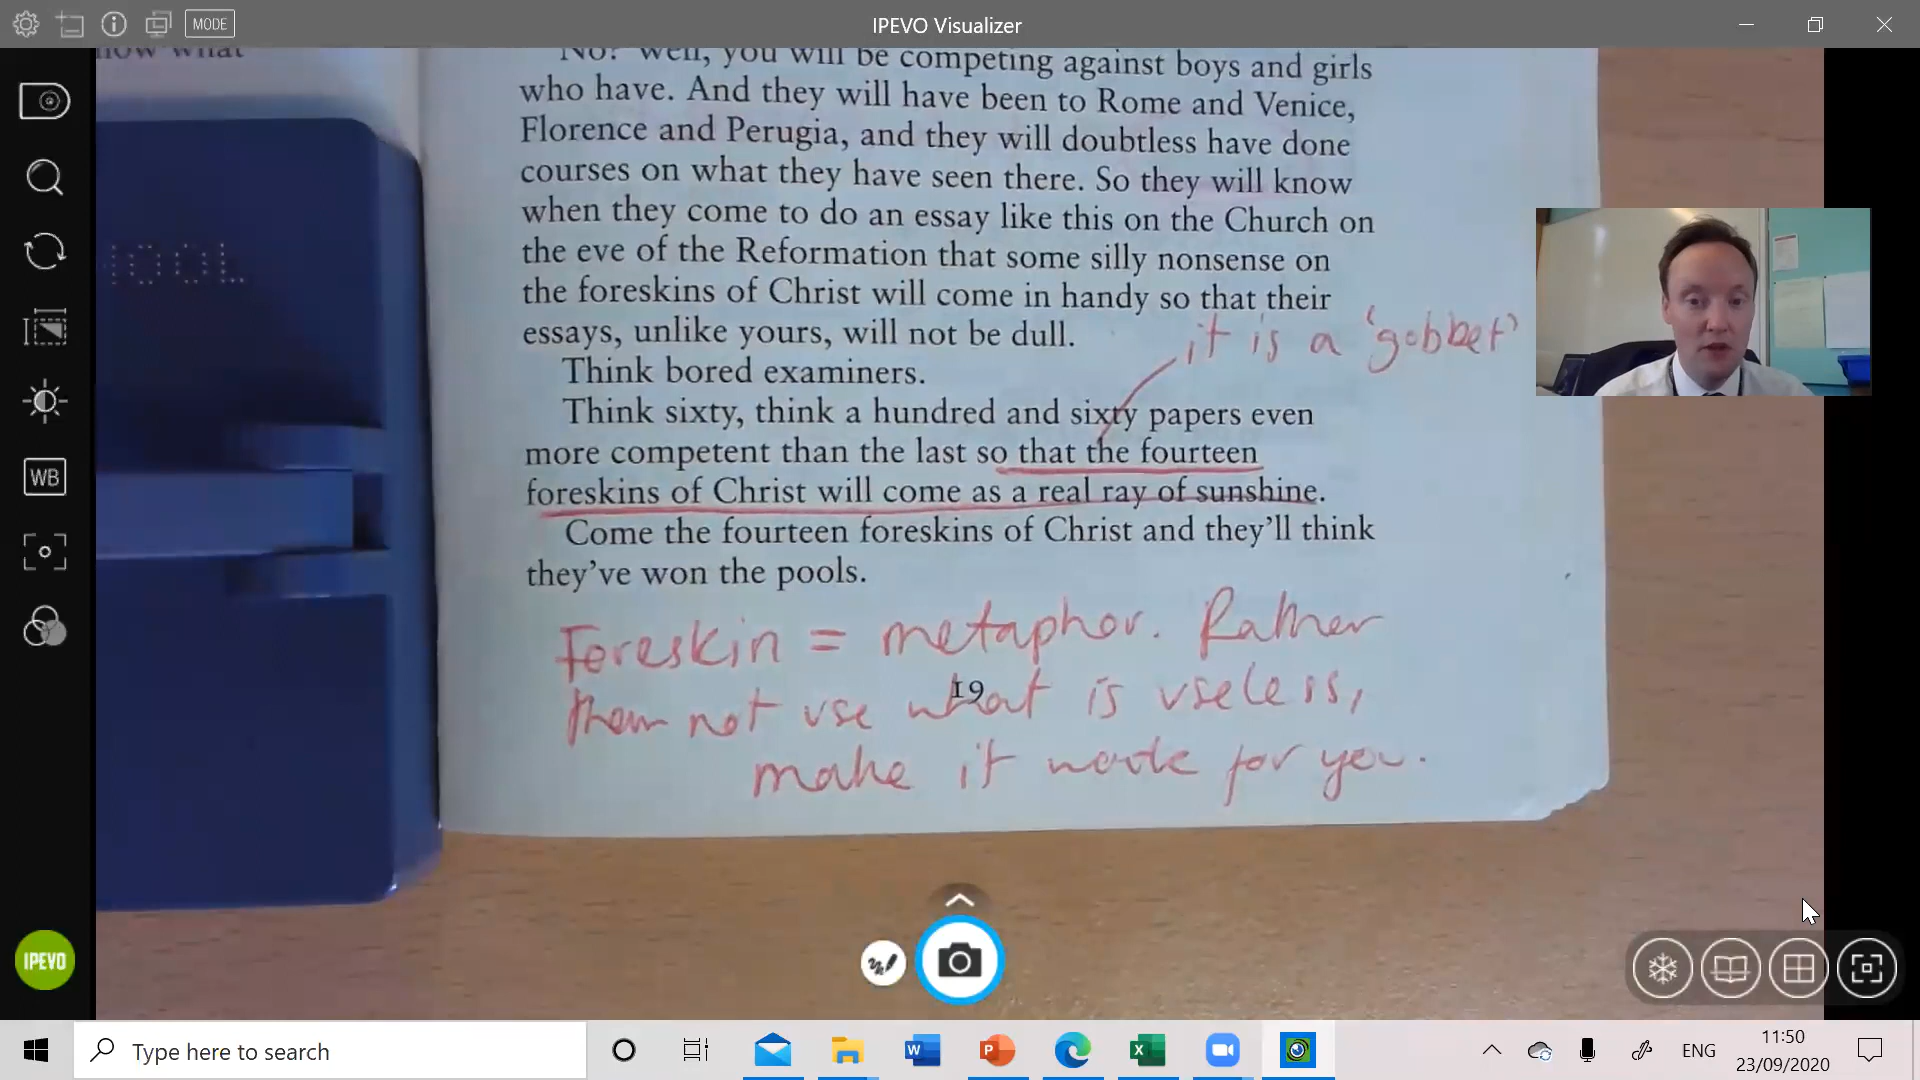 MODE
IPEVO Visualizer
now what
No? Well, you will be competing against boys and girls
who have. And they will have been to Rome and Venice,
Florence and Perugia, and they will doubtless have done
courses on what they have seen there. So they will know
when they come to do an essay like this on the Church on
the eve of the Reformation that some silly nonsense on
the foreskins of Christ will come in handy so that their
essays, unlike yours, will not be dull.
it is a 'gobbet'
Think bored examiners.
Think sixty, think a hundred and sixty papers even
more competent than the last so that the fourteen
foreskins of Christ will come as a real ray of sunshine.
Come the fourteen foreskins of Christ and they'll think
they've won the pools.
Foreskin = metaphor. Rather
than not use what is useless,
19
make it work for you.
WB
IPEVO
Type here to search
ENG
11:50
23/09/2020